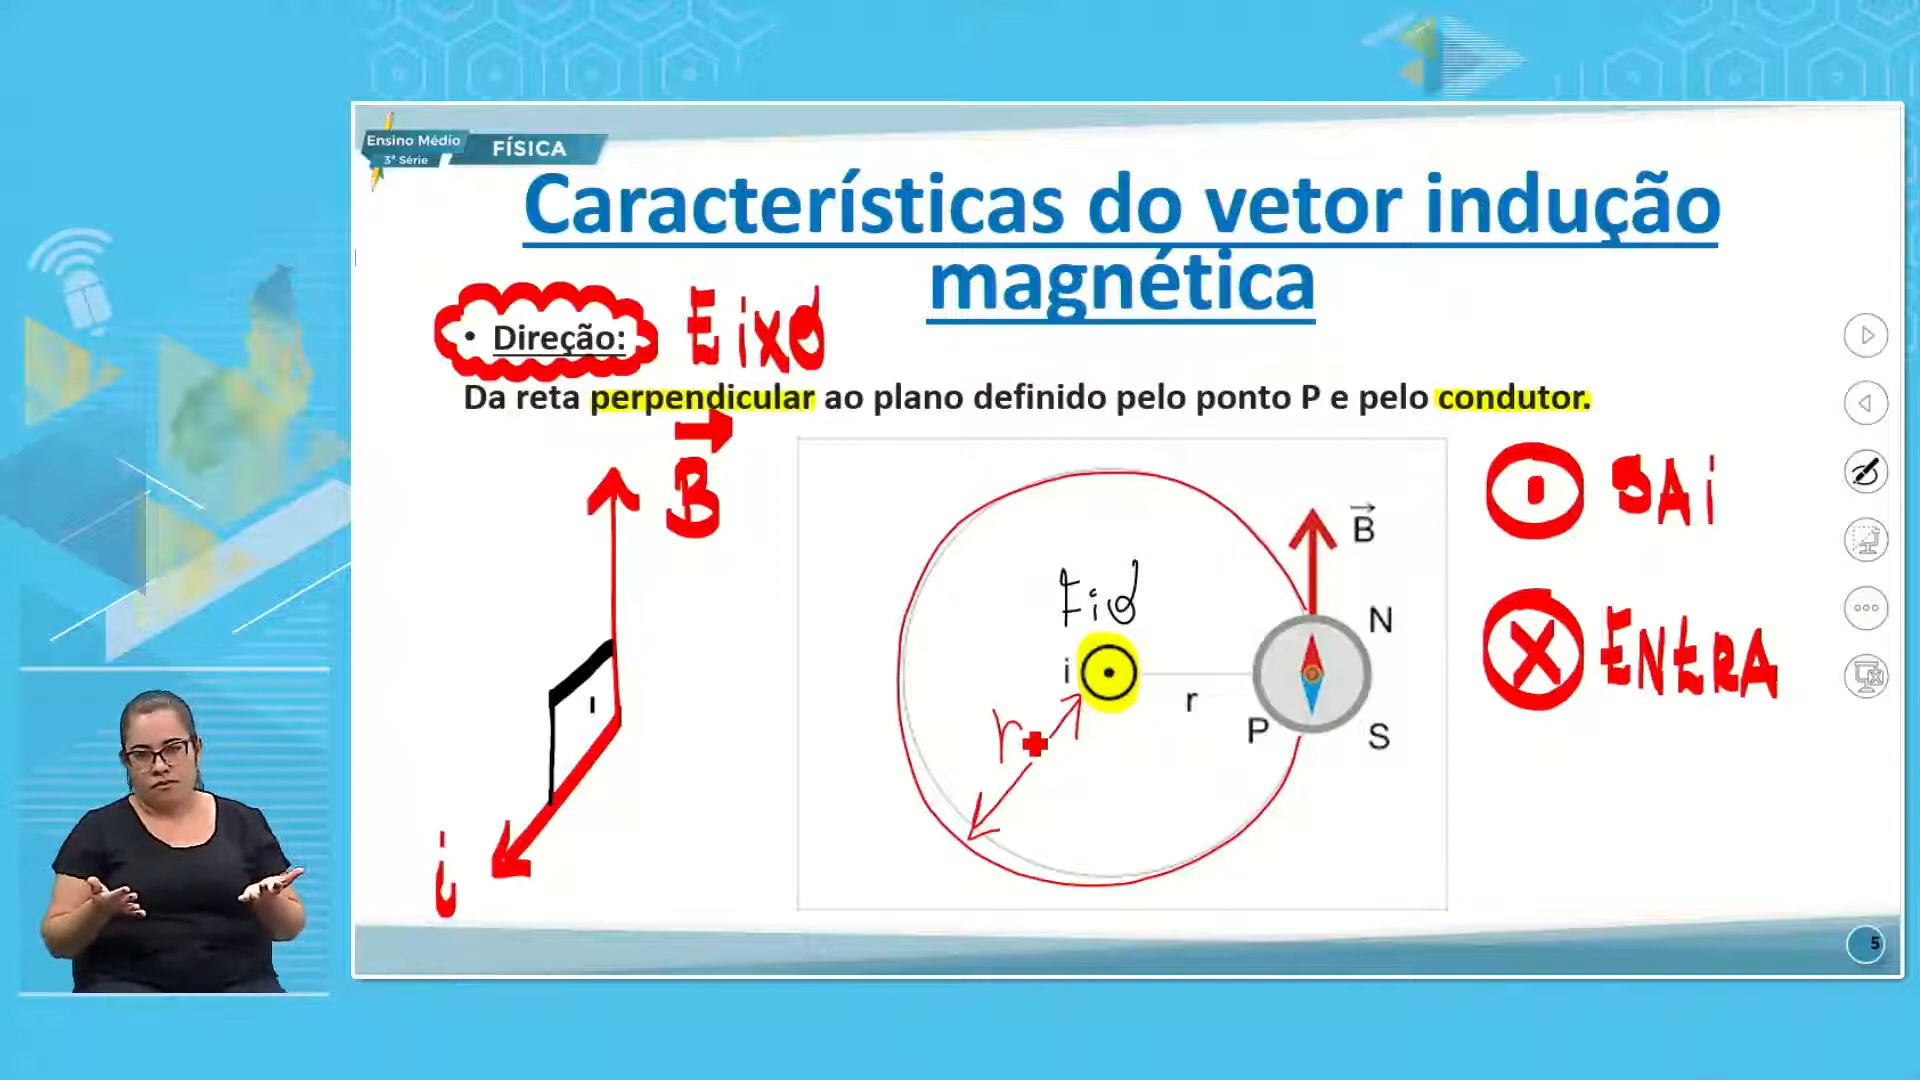 Ensino Médio
3ª Série
FÍSICA
Características do vetor indução
magnética
• Direção:
EixO
Da reta perpendicular ao plano definido pelo ponto P e pelo condutor.
B
i
Fio
i
r
r
B
N
P
S
SAi
X ENTRA
5